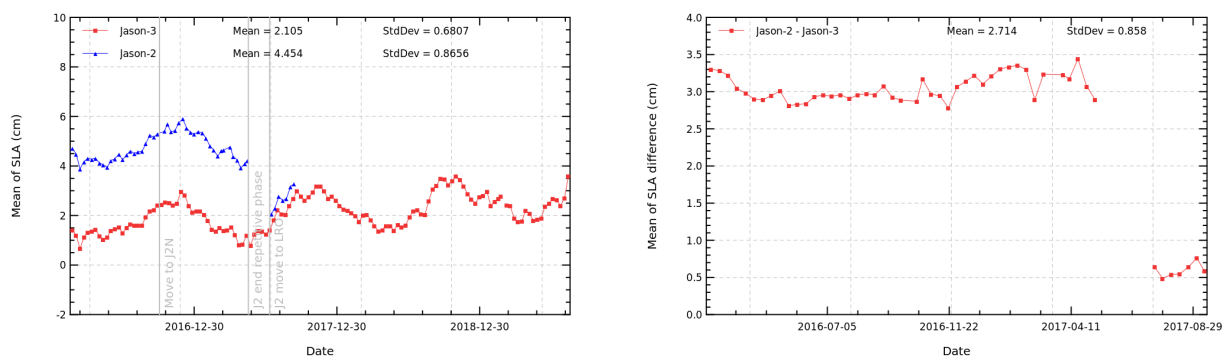 Jason-3 Mean = 2.105 StdDev = 0.6807
Jason-2 Mean = 4.454 StdDev = 0.8656
10
8
6
4
2
0
-2
Mean of SLA (cm)
Move to J2N
J2 end repetitive phase
J2 move to LRO
2016-12-30 2017-12-30 2018-12-30
Date
Jason-2 - Jason-3 Mean = 2.714 StdDev = 0.858
4.0
3.5
3.0
2.5
2.0
1.5
1.0
0.5
0.0
Mean of SLA difference (cm)
2016-07-05 2016-11-22 2017-04-11 2017-08-29
Date